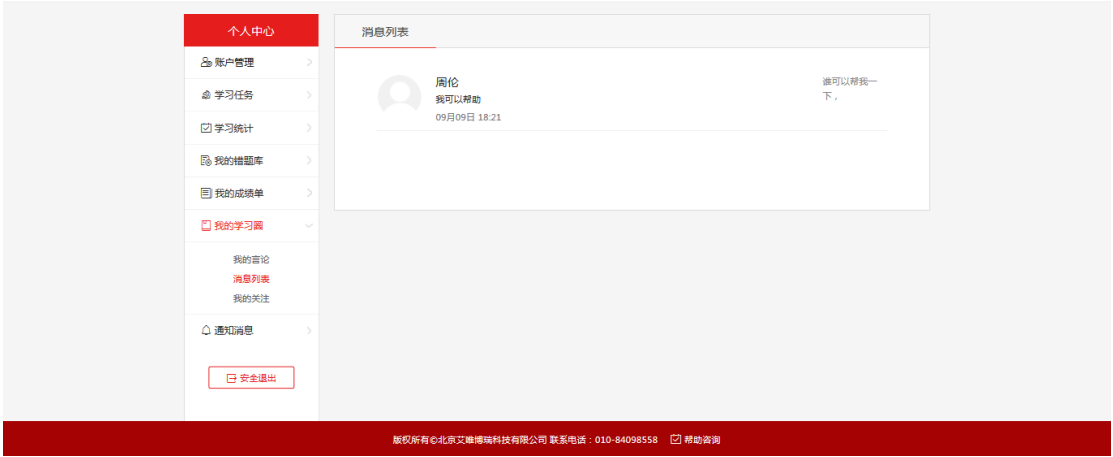 个人中心
消息列表
账户管理
学习任务
学习统计
我的错题库
我的成绩单
我的学习圈
我的言论
消息列表
我的关注
通知消息
安全退出
周伦
我可以帮助
09月09日 18:21
谁可以帮我一
下，
版权所有©北京艾唯博瑞科技有限公司 联系电话：010-84098558 帮助咨询